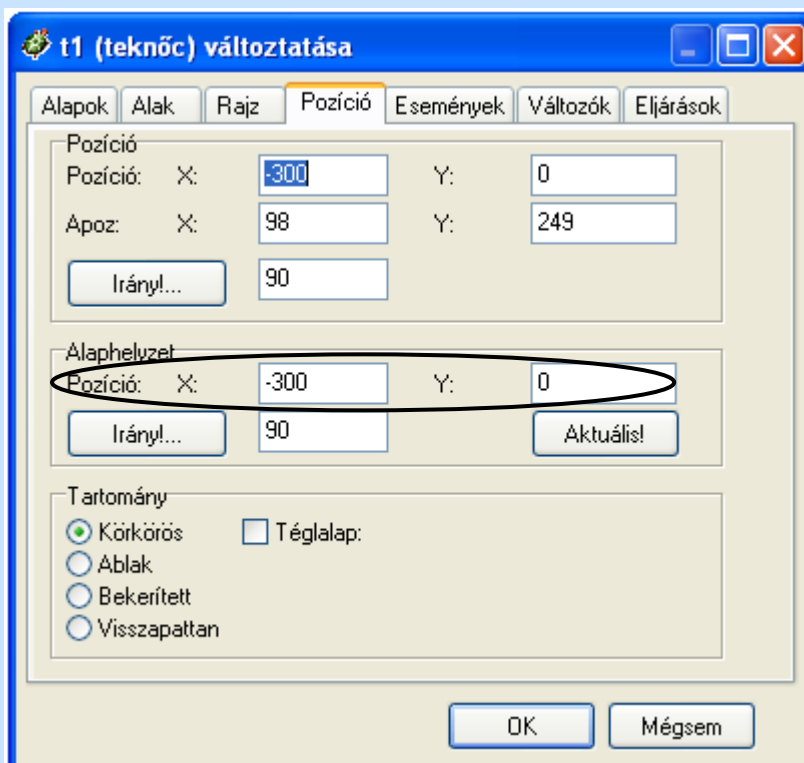 t1 (teknőc) változtatása
Alapok Alak Rajz Pozíció Események Változók Eljárások
Pozíció
Pozíció: X: -300 Y: 0
Apoz: X: 98 Y: 249
Irány!... 90
Alaphelyzet
Pozíció: X: -300 Y: 0
Irány!... 90 Aktuális!
Tartomány
Körkörös Téglalap:
Ablak
Bekerített
Visszapattan
OK Mégsem